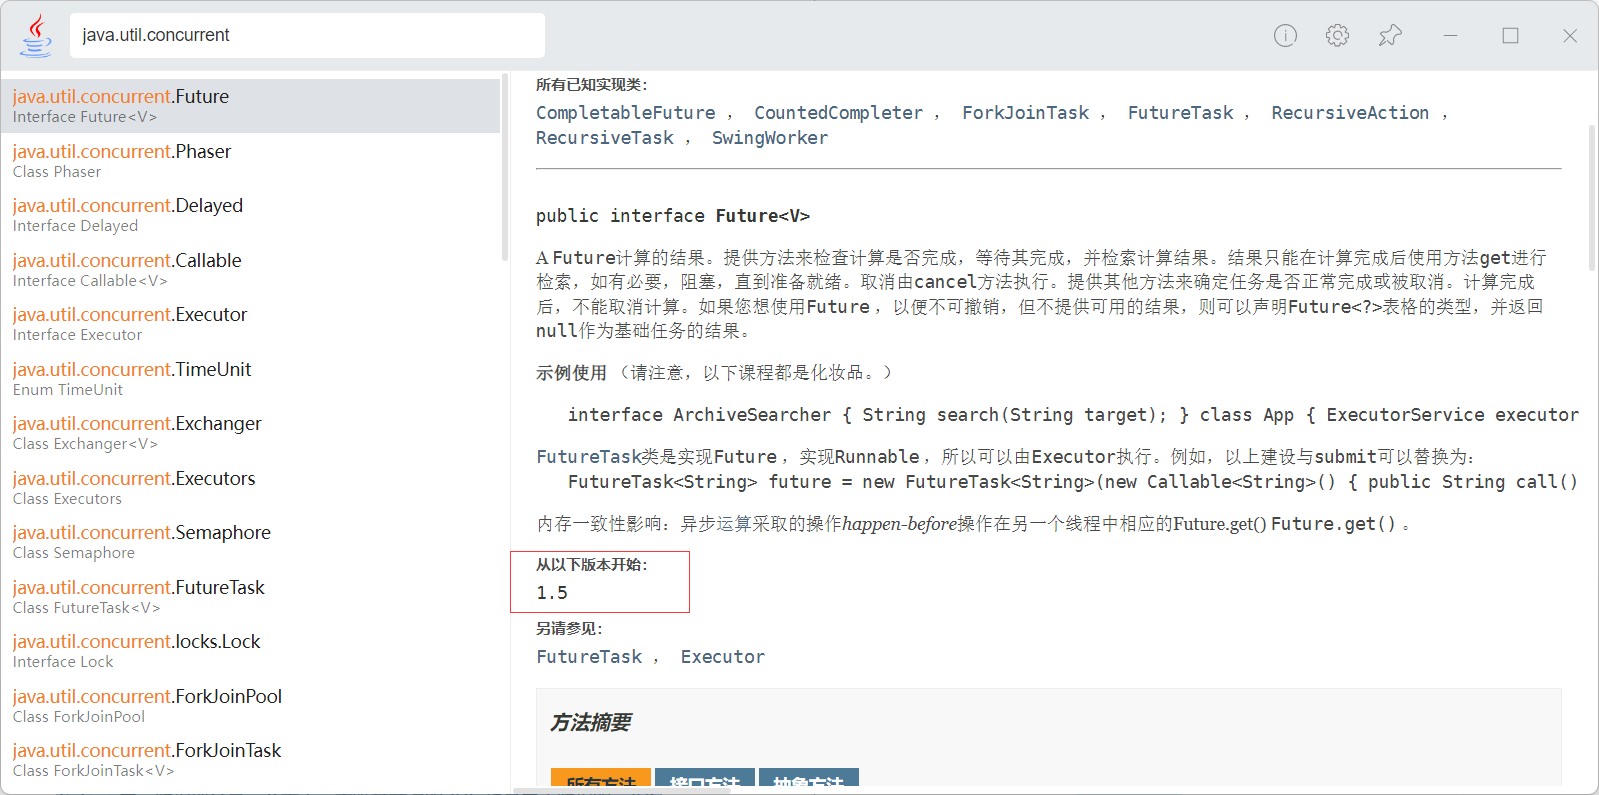 java.util.concurrent
java.util.concurrent.Future
Interface Future<V>
java.util.concurrent.Phaser
Class Phaser
java.util.concurrent.Delayed
Interface Delayed
java.util.concurrent.Callable
Interface Callable<V>
java.util.concurrent.Executor
Interface Executor
java.util.concurrent.TimeUnit
Enum TimeUnit
java.util.concurrent.Exchanger
Class Exchanger<V>
java.util.concurrent.Executors
Class Executors
java.util.concurrent.Semaphore
Class Semaphore
java.util.concurrent.FutureTask
Class FutureTask<V>
java.util.concurrent.locks.Lock
Interface Lock
java.util.concurrent.ForkJoinPool
Class ForkJoinPool
java.util.concurrent.ForkJoinTask
Class ForkJoinTask<V>
所有已知实现类:
CompletableFuture , CountedCompleter , ForkJoinTask , FutureTask , RecursiveAction ,
RecursiveTask , SwingWorker
public interface Future<V>
A Future计算的结果。提供方法来检查计算是否完成，等待其完成，并检索计算结果。结果只能在计算完成后使用方法get进行
检索，如有必要，阻塞，直到准备就绪。取消由cancel方法执行。提供其他方法来确定任务是否正常完成或被取消。计算完成
后，不能取消计算。如果您想使用Future ，以便不可撤销，但不提供可用的结果，则可以声明Future<?>表格的类型，并返回
null作为基础任务的结果。
示例使用 （请注意，以下课程都是化妆品。）
interface ArchiveSearcher { String search(String target); } class App { ExecutorService executor
FutureTask类是实现Future ，实现Runnable ，所以可以由Executor执行。例如，以上建设与submit可以替换为:
FutureTask<String> future = new FutureTask<String>(new Callable<String>() { public String call()
内存一致性影响：异步运算采取的操作happen-before操作在另一个线程中相应的Future.get() Future.get() 。
从以下版本开始:
1.5
另请参见:
FutureTask , Executor
方法摘要
所有方法 接口方法 抽象方法